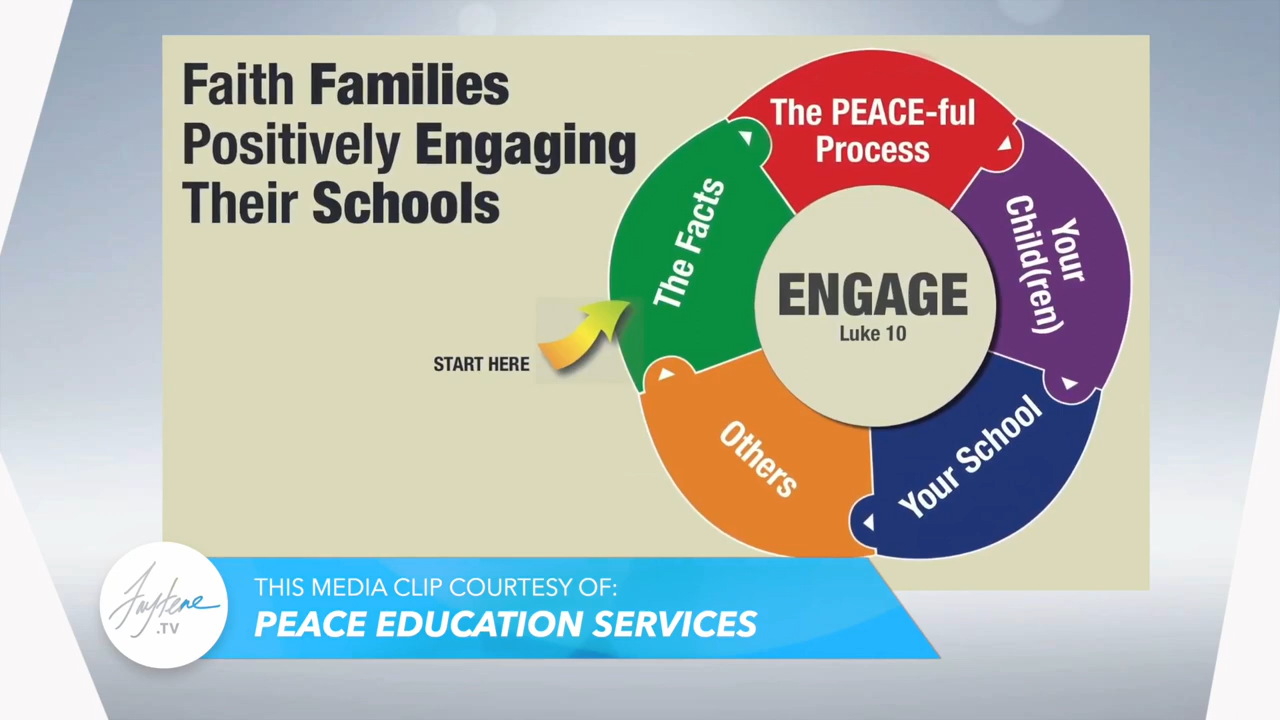 Faith Families
Positively Engaging
Their Schools
START HERE
The Facts
The PEACE-ful
Process
Your
Child(ren)
Your School
Others
ENGAGE
Luke 10
Faytene
.TV
THIS MEDIA CLIP COURTESY OF:
PEACE EDUCATION SERVICES